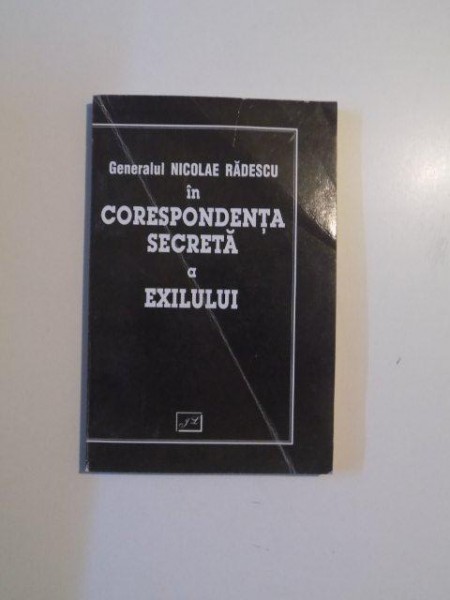 Generalul NICOLAE RĂDESCU
în
CORESPONDENȚA
SECRETĂ
a
EXILULUI